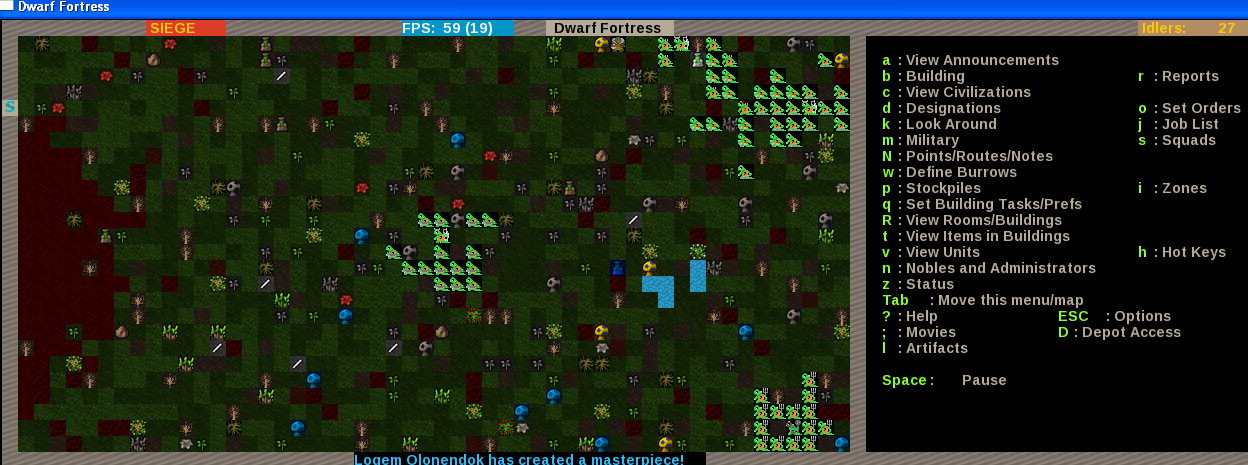 Dwarf Fortress
SIEGE FPS: 59 (19) Dwarf Fortress Idlers: 27
S
a : View Announcements
b : Building r : Reports
c : View Civilizations
d : Designations o : Set Orders
k : Look Around j : Job List
m : Military s : Squads
N : Points/Routes/Notes
w : Define Burrows
p : Stockpiles i : Zones
q : Set Building Tasks/Prefs
R : View Rooms/Buildings
t : View Items in Buildings
v : View Units h : Hot Keys
n : Nobles and Administrators
z : Status
Tab : Move this menu/map
? : Help ESC : Options
; : Movies D : Depot Access
l : Artifacts
Space : Pause
Logem Olonendok has created a masterpiece!